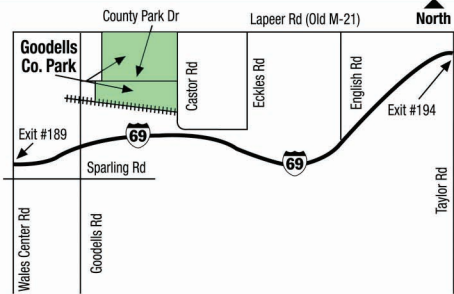 County Park Dr
Lapeer Rd (Old M-21)
North
Goodells
Co. Park
Castor Rd
Eckles Rd
English Rd
Exit #194
Exit #189
69
69
Sparling Rd
Wales Center Rd
Goodells Rd
Taylor Rd